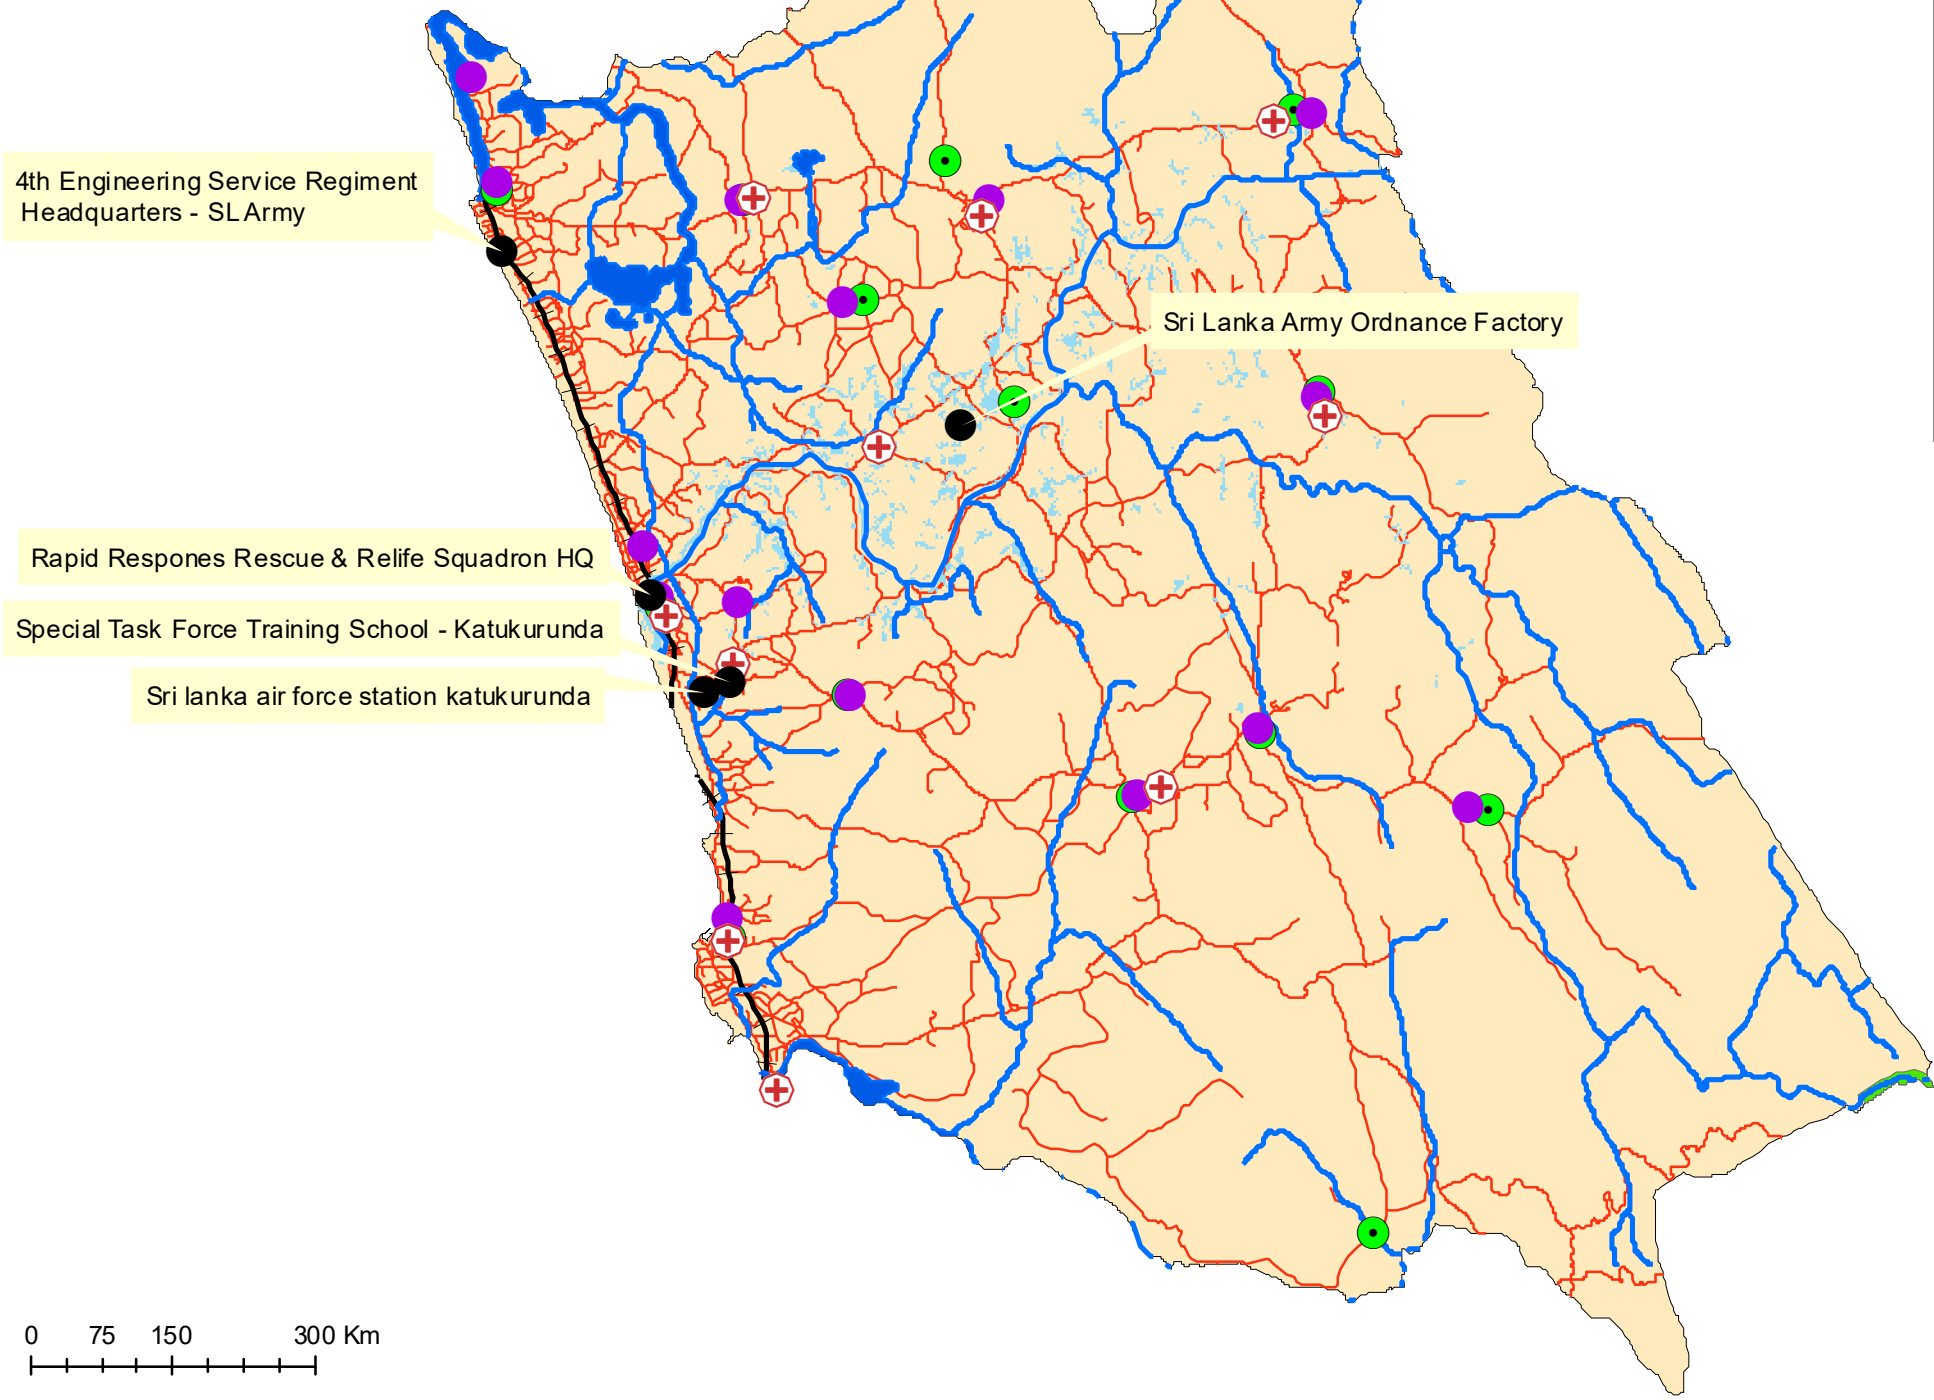 4th Engineering Service Regiment
Headquarters - SL Army
Sri Lanka Army Ordnance Factory
Rapid Respones Rescue & Relife Squadron HQ
Special Task Force Training School - Katukurunda
Sri lanka air force station katukurunda
0 75 150 300 Km